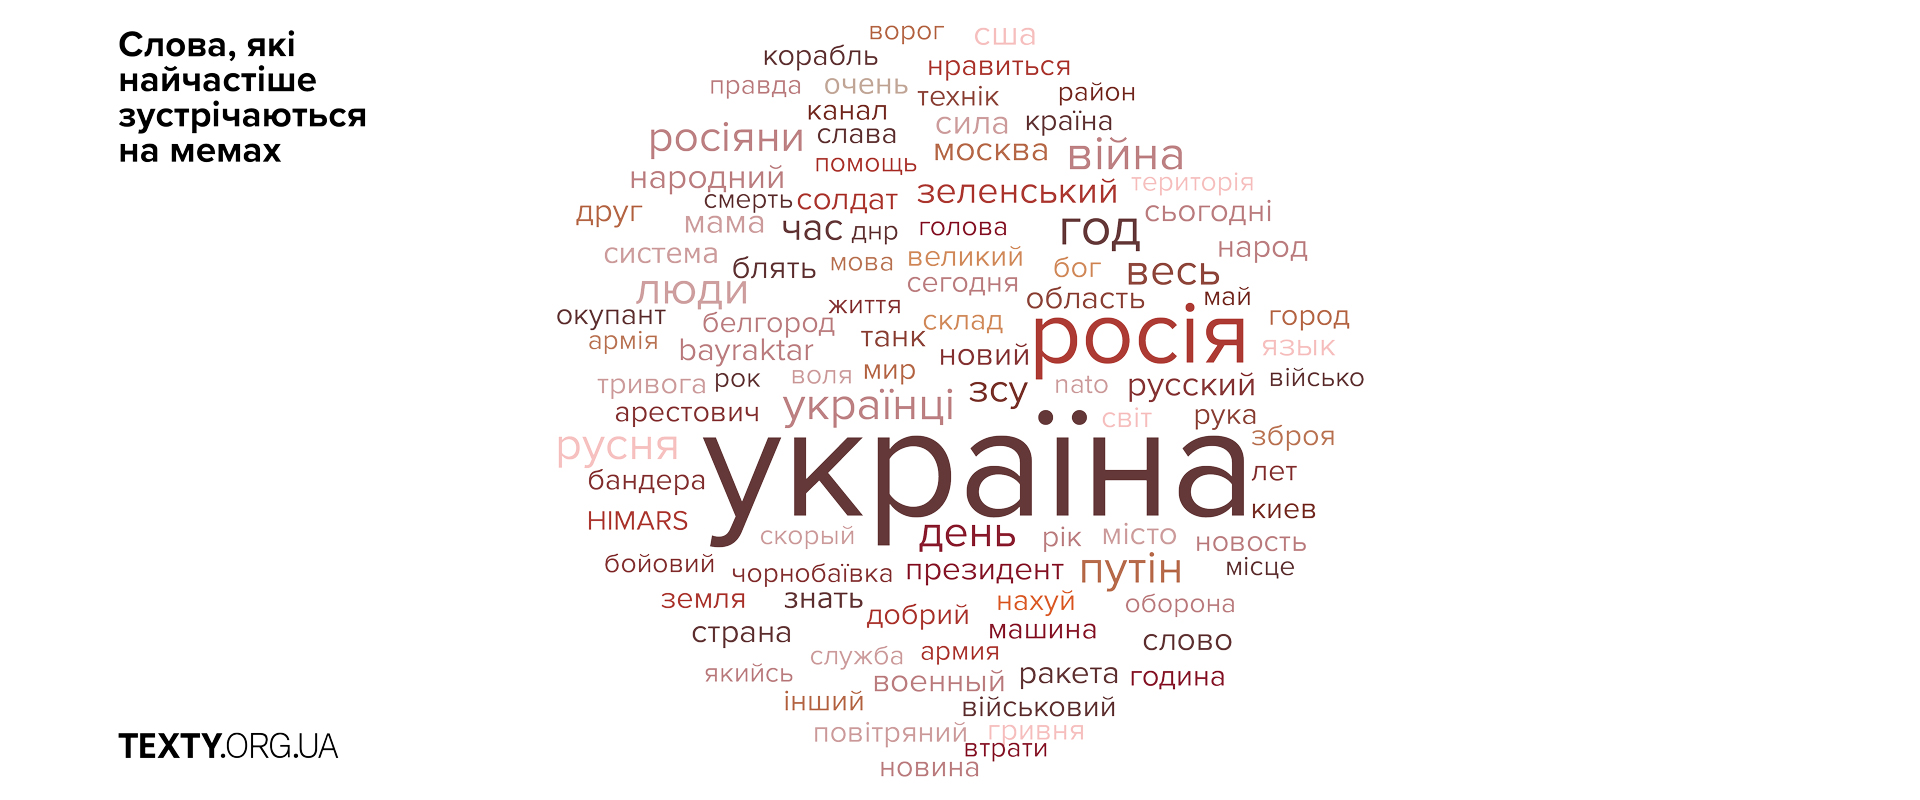 Слова, які
найчастіше
зустрічаються
на мемах
ворог сша
корабль нравиться
правда очень технік район
канал сила країна
росіяни слава москва війна
помощь
народний зеленський територія
смерть солдат
друг мама час днр голова год сьогодні
система великий народ
блять мова бог весь
люди сегодня область май
життя
окупант белгород склад росія город
армія bayraktar танк новий язык
тривога рок воля мир зсу nato русский військо
арестович українці світ рука
русня україна зброя
бандера лет
HIMARS киев
скорый день рік місто новость
бойовий чорнобаївка президент путін місце
земля знать добрий нахуй оборона
страна машина слово
служба армия
якийсь военный ракета година
інший військовий
повітряний гривня
втрати
новина
TEXTY.ORG.UA